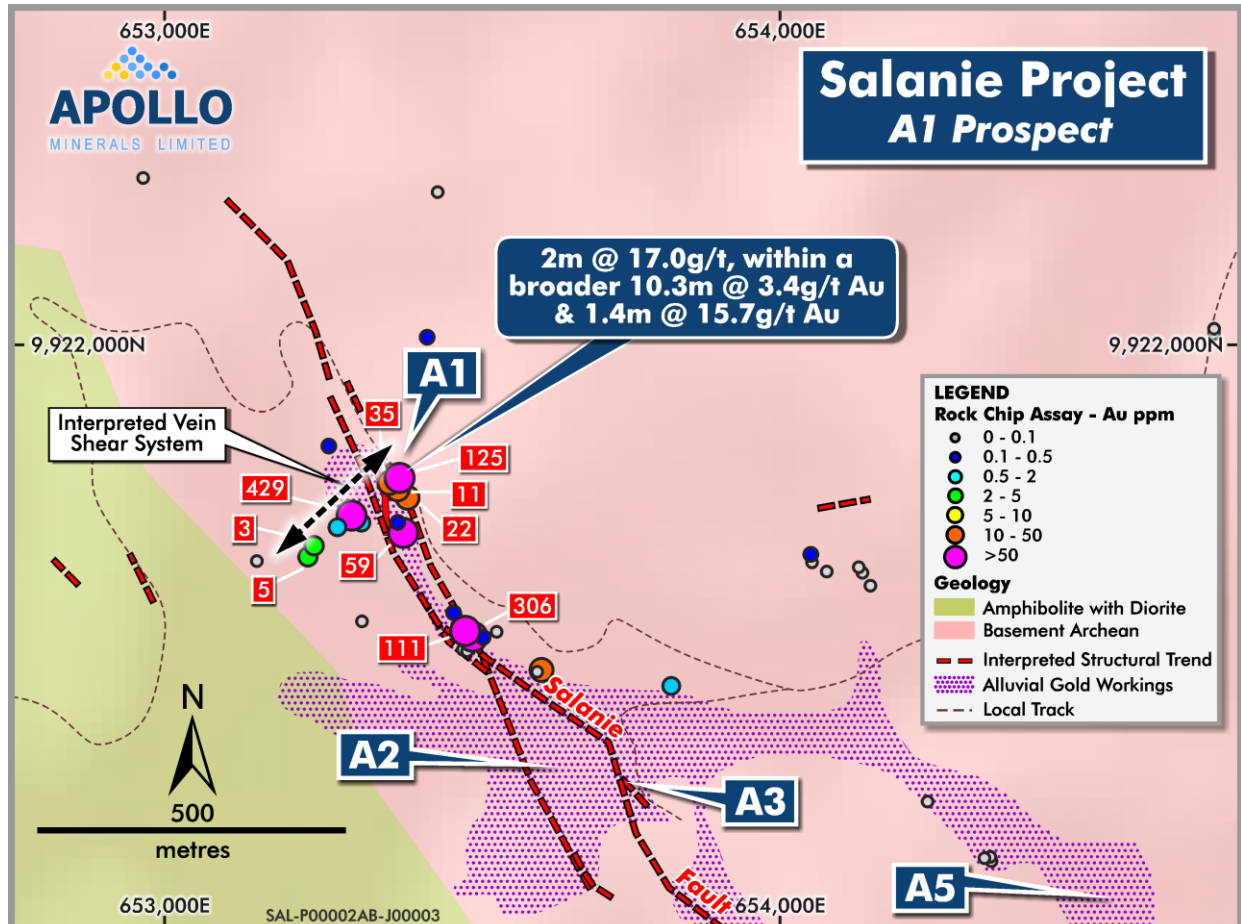 653,000E
654,000E
APOLLO
MINERALS LIMITED
Salanie Project
A1 Prospect
2m @ 17.0g/t, within a
broader 10.3m @ 3.4g/t Au
& 1.4m @ 15.7g/t Au
9,922,000N
9,922,000N
A1
Interpreted Vein
Shear System
35
125
429
11
3
22
59
5
306
111
LEGEND
Rock Chip Assay - Au ppm
0 - 0.1
0.1 - 0.5
0.5 - 2
2 - 5
5 - 10
10 - 50
>50
Geology
Amphibolite with Diorite
Basement Archean
Interpreted Structural Trend
Alluvial Gold Workings
Local Track
N
500
metres
Salanie
A2
A3
Fault
A5
653,000E
SAL-P00002AB-J00003
654,000E